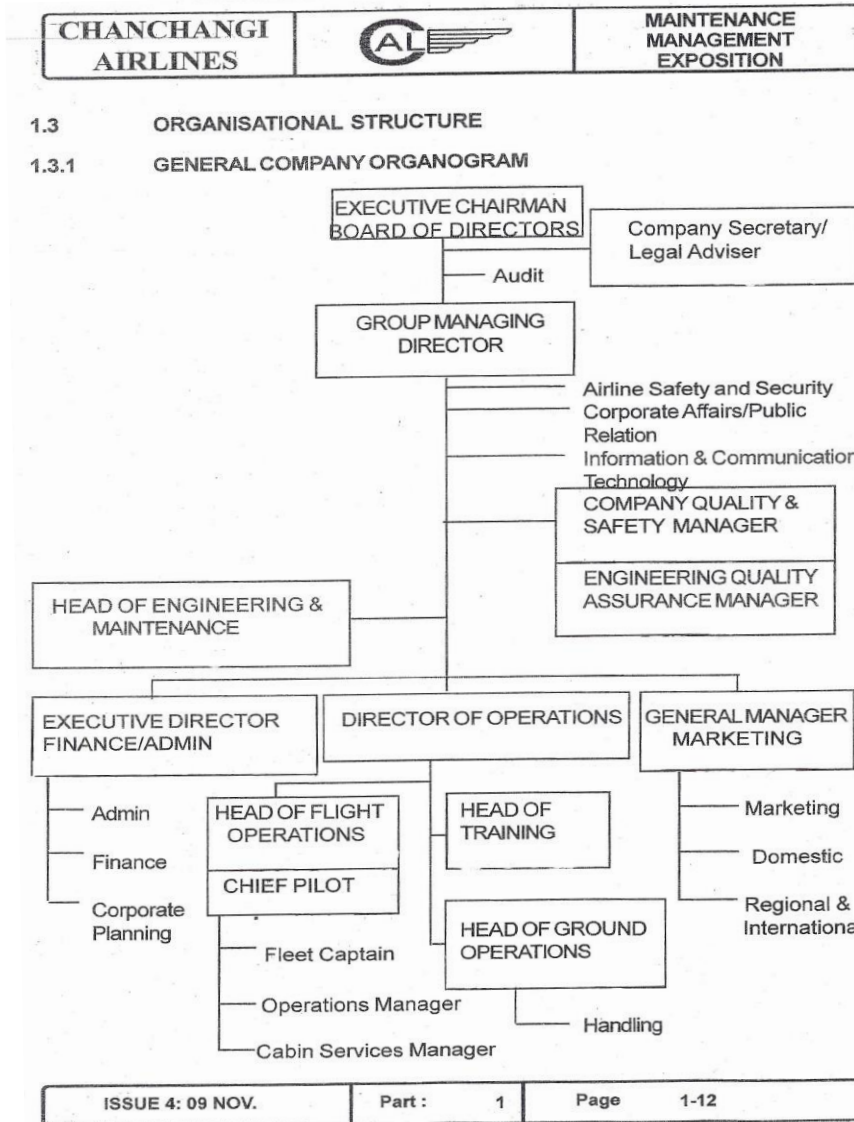 CHANCHANGI
AIRLINES
CAL
MAINTENANCE
MANAGEMENT
EXPOSITION
1.3 ORGANISATIONAL STRUCTURE
1.3.1 GENERAL COMPANY ORGANOGRAM
EXECUTIVE CHAIRMAN
BOARD OF DIRECTORS
Company Secretary/
Legal Adviser
Audit
GROUP MANAGING
DIRECTOR
Airline Safety and Security
Corporate Affairs/Public
Relation
Information & Communication
Technology
COMPANY QUALITY &
SAFETY MANAGER
ENGINEERING QUALITY
ASSURANCE MANAGER
HEAD OF ENGINEERING &
MAINTENANCE
EXECUTIVE DIRECTOR
FINANCE/ADMIN
DIRECTOR OF OPERATIONS
GENERAL MANAGER
MARKETING
Admin
Finance
Corporate
Planning
HEAD OF FLIGHT
OPERATIONS
CHIEF PILOT
Fleet Captain
Operations Manager
Cabin Services Manager
HEAD OF
TRAINING
HEAD OF GROUND
OPERATIONS
Handling
Marketing
Domestic
Regional &
Internationa
ISSUE 4: 09 NOV. Part : 1 Page 1-12